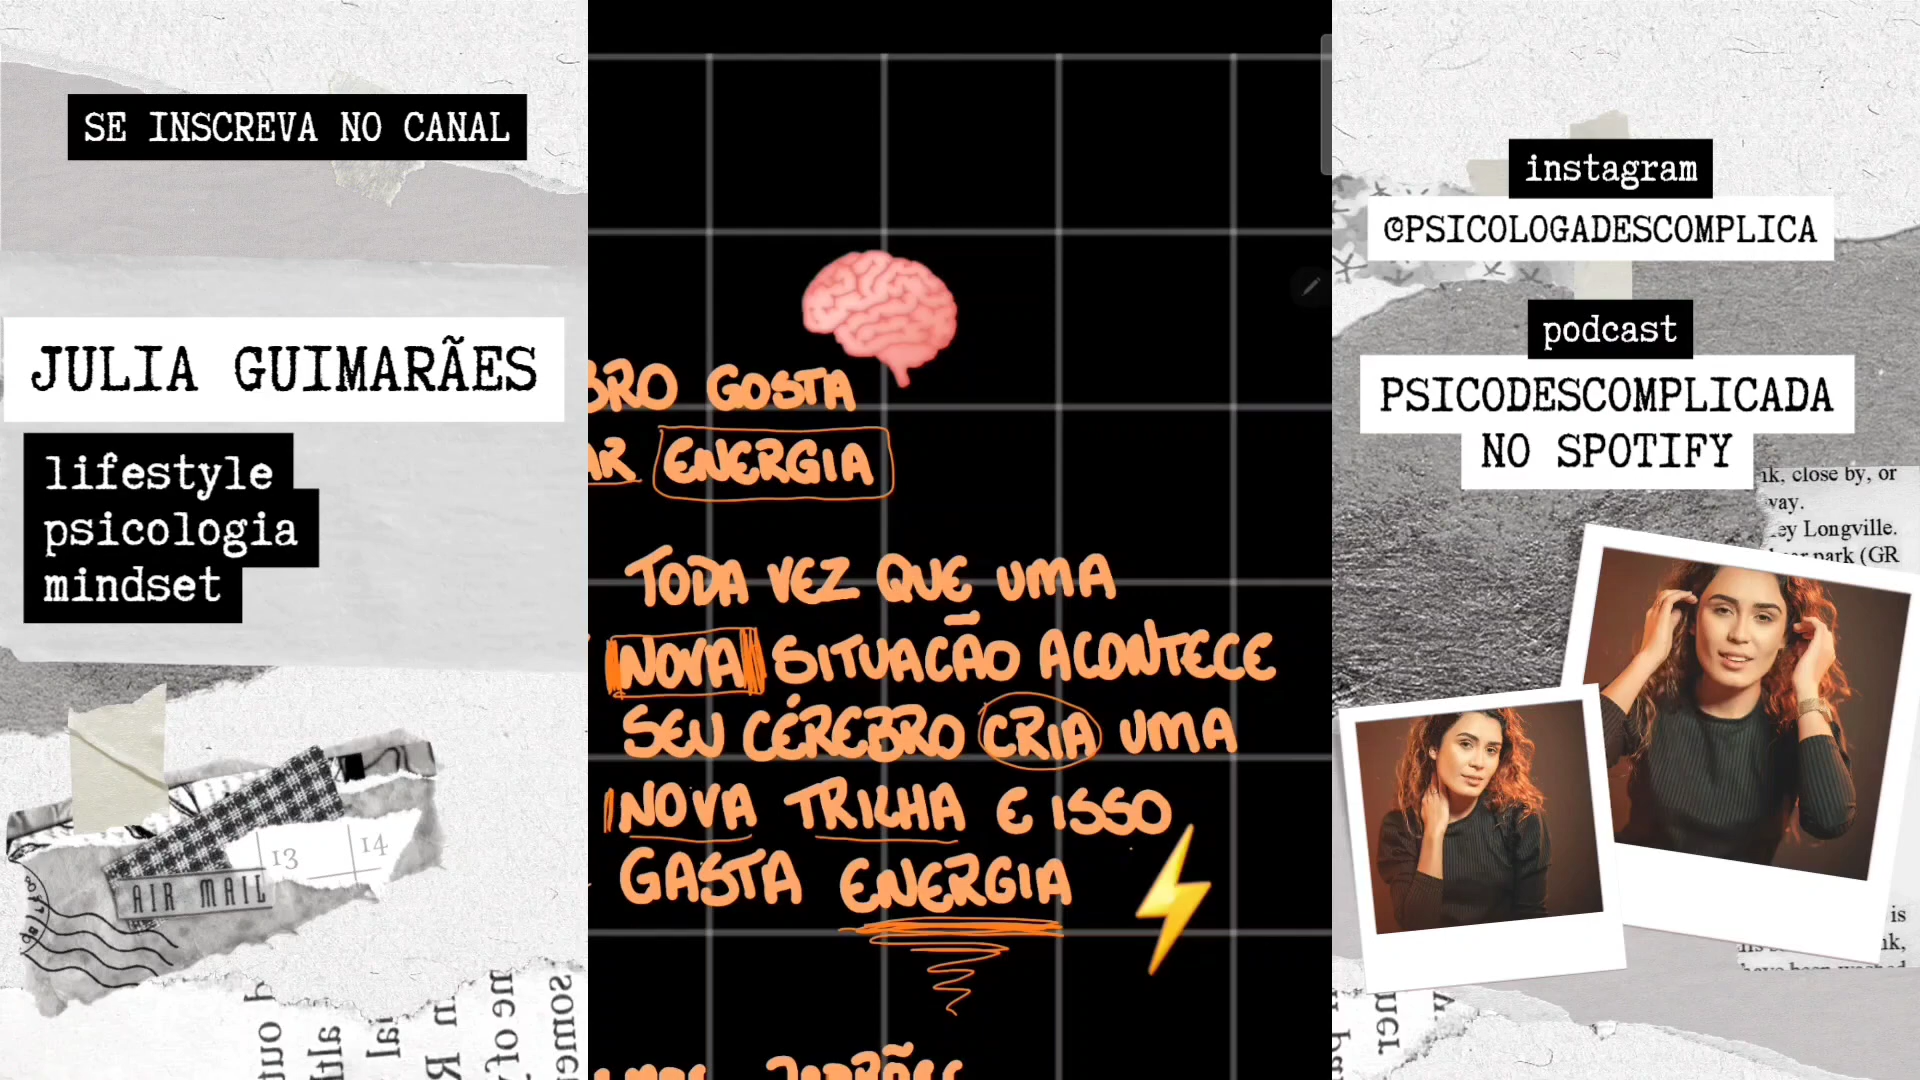 SE INSCREVA NO CANAL
JULIA GUIMARÃES
lifestyle
psicologia
mindset
13
14
AIR MAIL
GOSTA
ENERGIA
TODA VEZ QUE UMA
NOVA SITUAÇÃO ACONTECE
SEU CÉREBRO CRIA UMA
NOVA TRILHA E ISSO
GASTA ENERGIA
instagram
@PSICOLOGADESCOMPLICA
podcast
PSICODESCOMPLICADA
NO SPOTIFY
close by, or
Longville.
park (GR
is